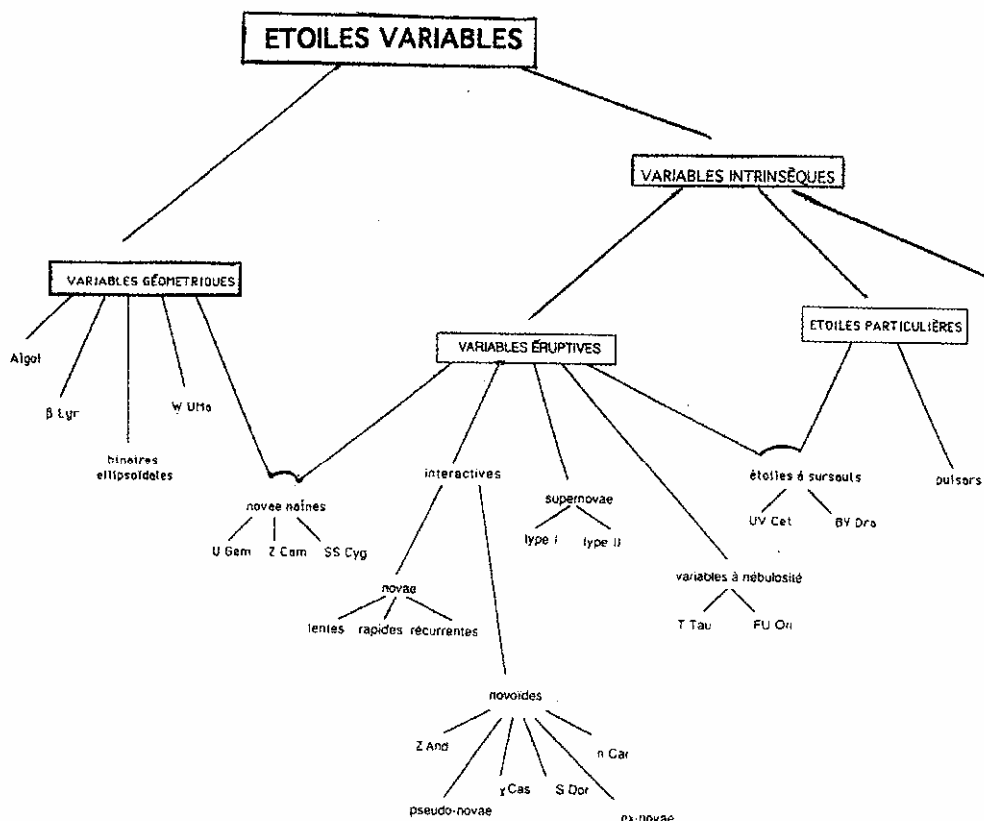 ETOILES VARIABLES
VARIABLES INTRINSÈQUES
VARIABLES GÉOMETRIQUES
ETOILES PARTICULIÈRES
VARIABLES ÉRUPTIVES
Algol
β Lyr
W UMa
binaires
ellipsoïdales
interactives
étoiles à sursauts
pulsars
novae naines
supernovae
UV Cet
BY Dra
U Gem
Z Cam
SS Cyg
type I
type II
novae
variables à nébulosité
lentes
rapides
récurrentes
T Tau
FU Ori
novoïdes
Z And
η Car
γ Cas
S Dor
pseudo-novae
ex-novae